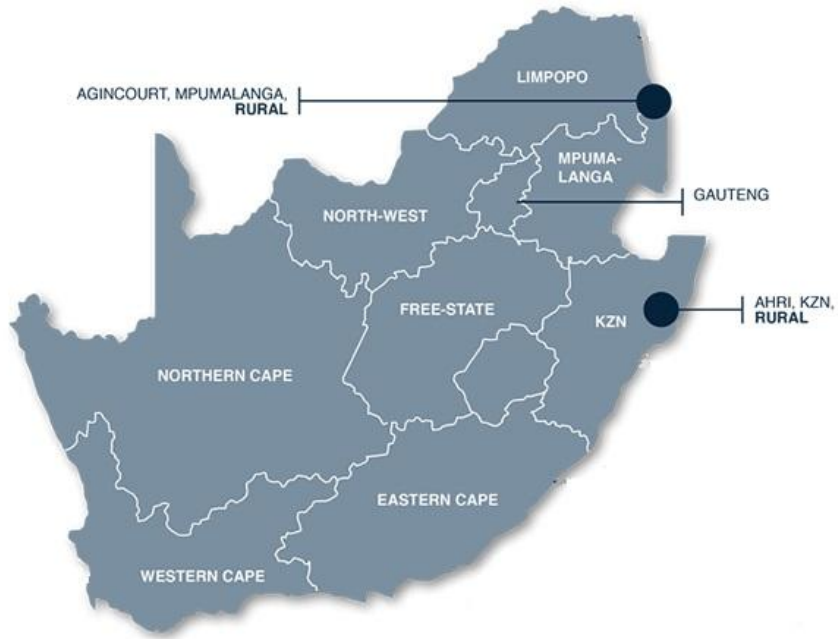 LIMPOPO
AGINCOURT, MPUMALANGA,
RURAL
MPUMA-
LANGA
GAUTENG
NORTH-WEST
FREE-STATE
AHRI, KZN,
RURAL
KZN
NORTHERN CAPE
EASTERN CAPE
WESTERN CAPE